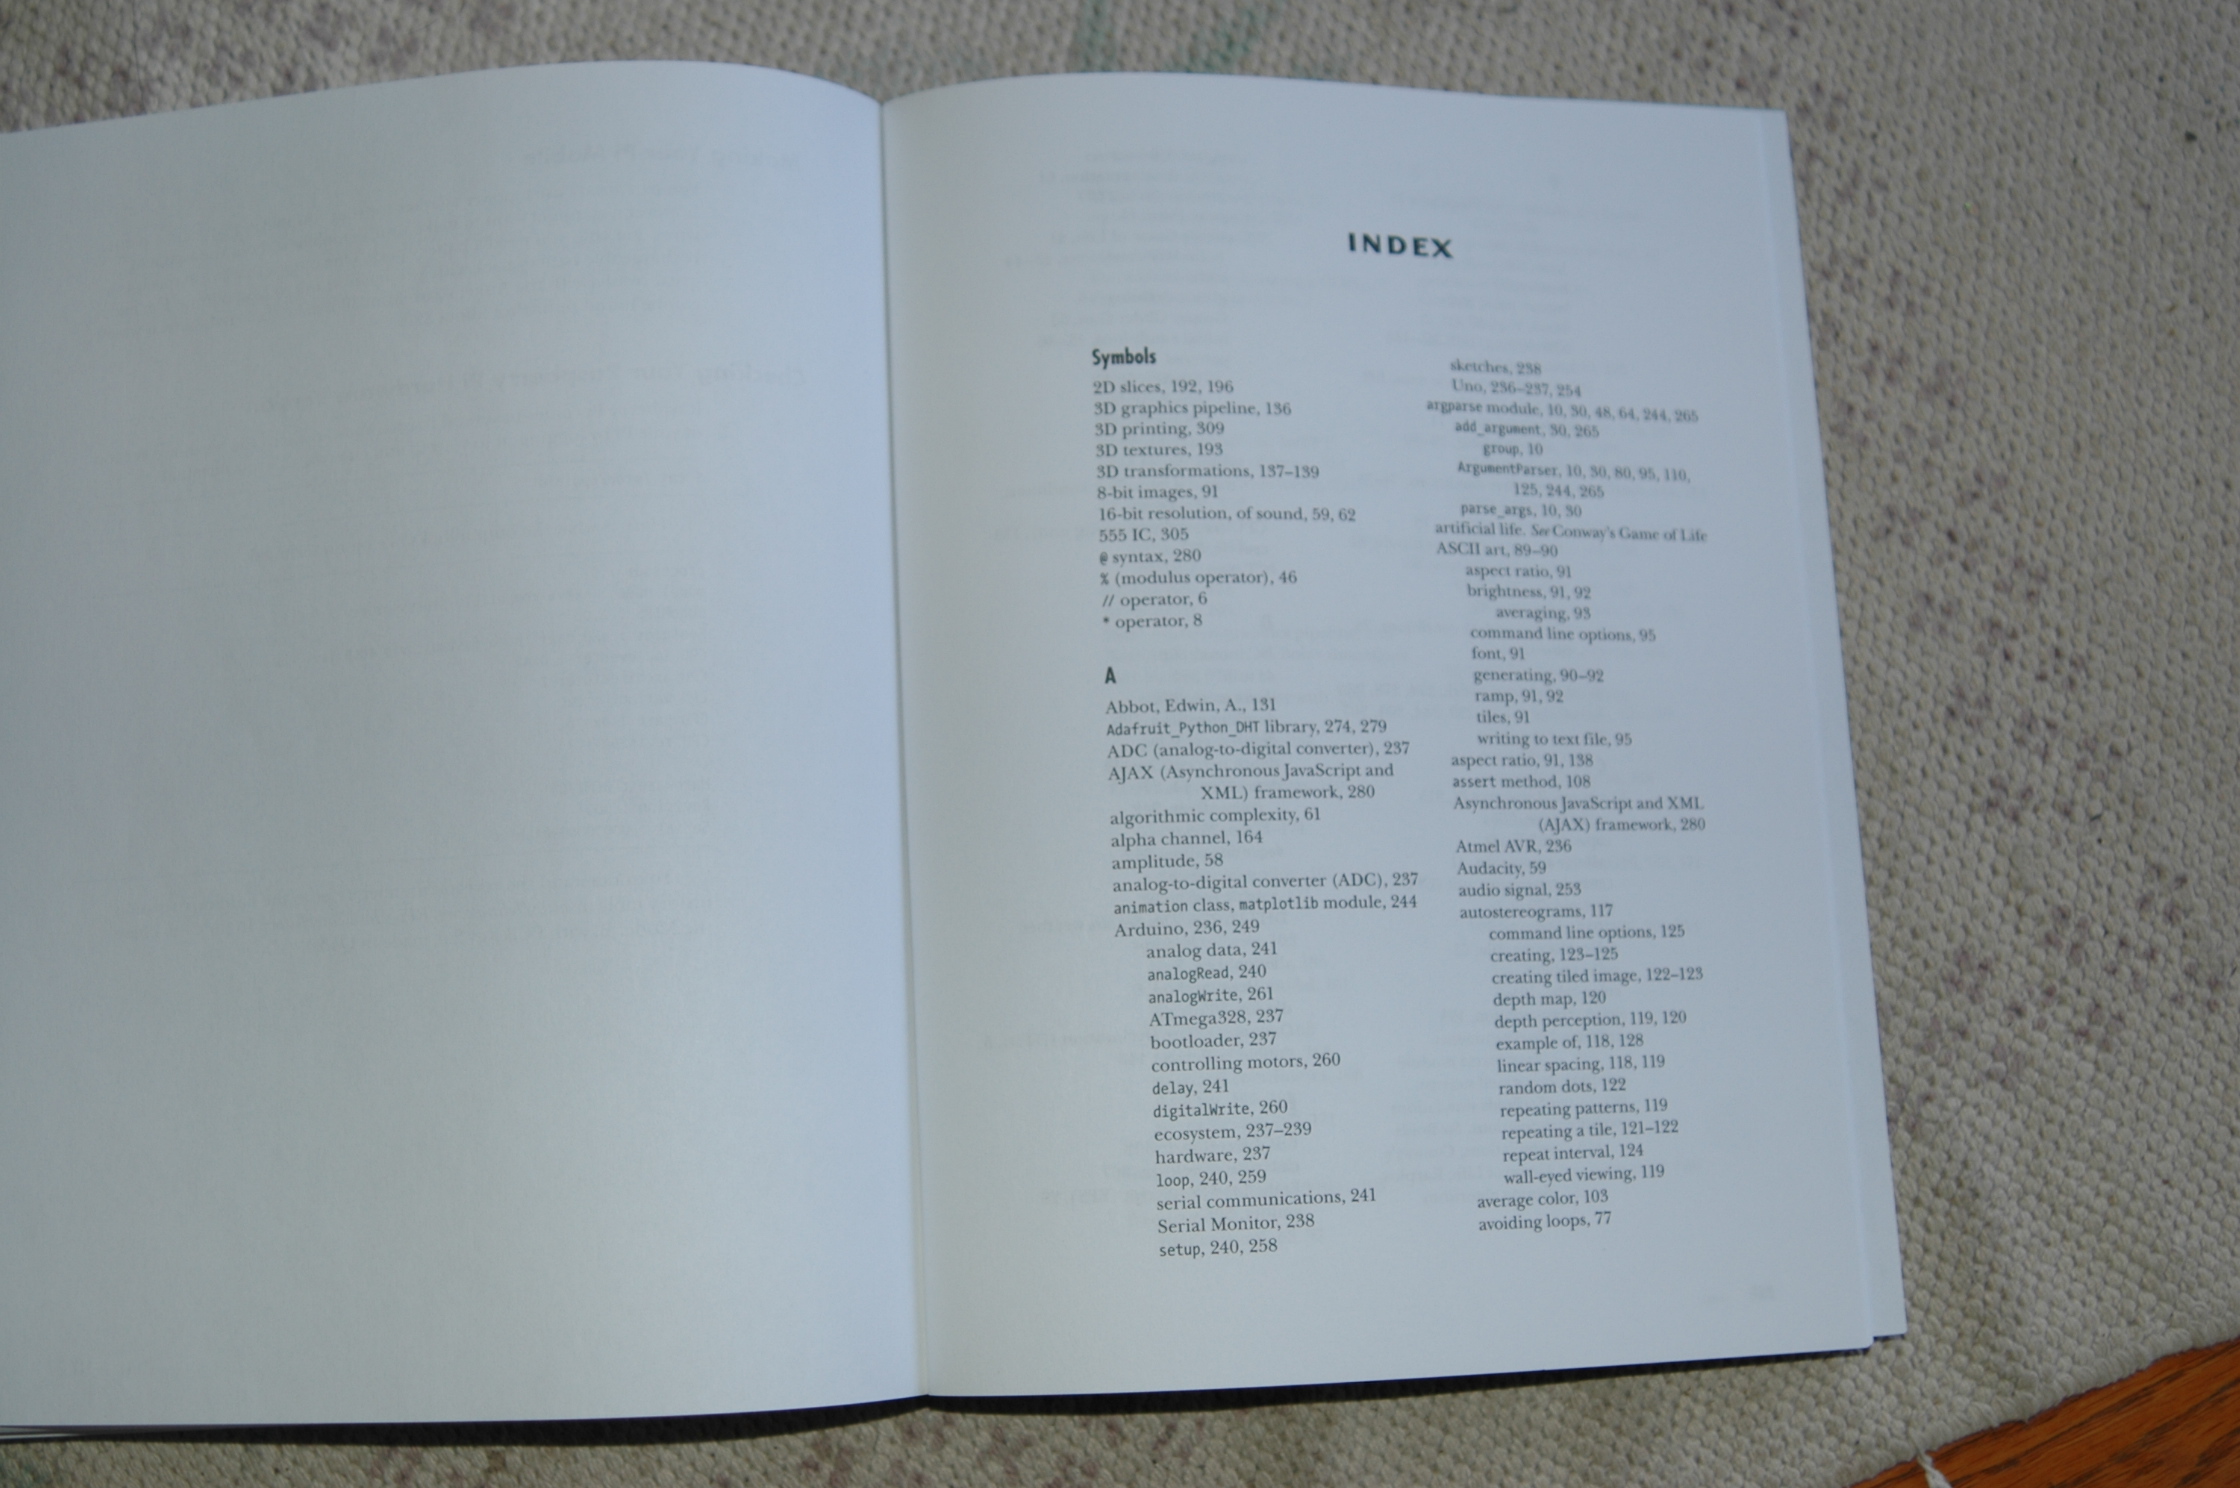 INDEX
Symbols
2D slices, 192, 196
3D graphics pipeline, 136
3D printing, 309
3D textures, 193
3D transformations, 137–139
8-bit images, 91
16-bit resolution, of sound, 59, 62
555 IC, 305
@ syntax, 280
% (modulus operator), 46
// operator, 6
* operator, 8
A
Abbot, Edwin, A., 131
Adafruit_Python_DHT library, 274, 279
ADC (analog-to-digital converter), 237
AJAX (Asynchronous JavaScript and
XML) framework, 280
algorithmic complexity, 61
alpha channel, 164
amplitude, 58
analog-to-digital converter (ADC), 237
animation class, matplotlib module, 244
Arduino, 236, 249
analog data, 241
analogRead, 240
analogWrite, 261
ATmega328, 237
bootloader, 237
controlling motors, 260
delay, 241
digitalWrite, 260
ecosystem, 237–239
hardware, 237
loop, 240, 259
serial communications, 241
Serial Monitor, 238
setup, 240, 258
sketches, 238
Uno, 236–237, 254
argparse module, 10, 30, 48, 64, 244, 265
add_argument, 30, 265
group, 10
ArgumentParser, 10, 30, 80, 95, 110,
125, 244, 265
parse_args, 10, 30
artificial life. See Conway's Game of Life
ASCII art, 89–90
aspect ratio, 91
brightness, 91, 92
averaging, 93
command line options, 95
font, 91
generating, 90–92
ramp, 91, 92
tiles, 91
writing to text file, 95
aspect ratio, 91, 138
assert method, 108
Asynchronous JavaScript and XML
(AJAX) framework, 280
Atmel AVR, 236
Audacity, 59
audio signal, 253
autostereograms, 117
command line options, 125
creating, 123–125
creating tiled image, 122–123
depth map, 120
depth perception, 119, 120
example of, 118, 128
linear spacing, 118, 119
random dots, 122
repeating patterns, 119
repeating a tile, 121–122
repeat interval, 124
wall-eyed viewing, 119
average color, 103
avoiding loops, 77